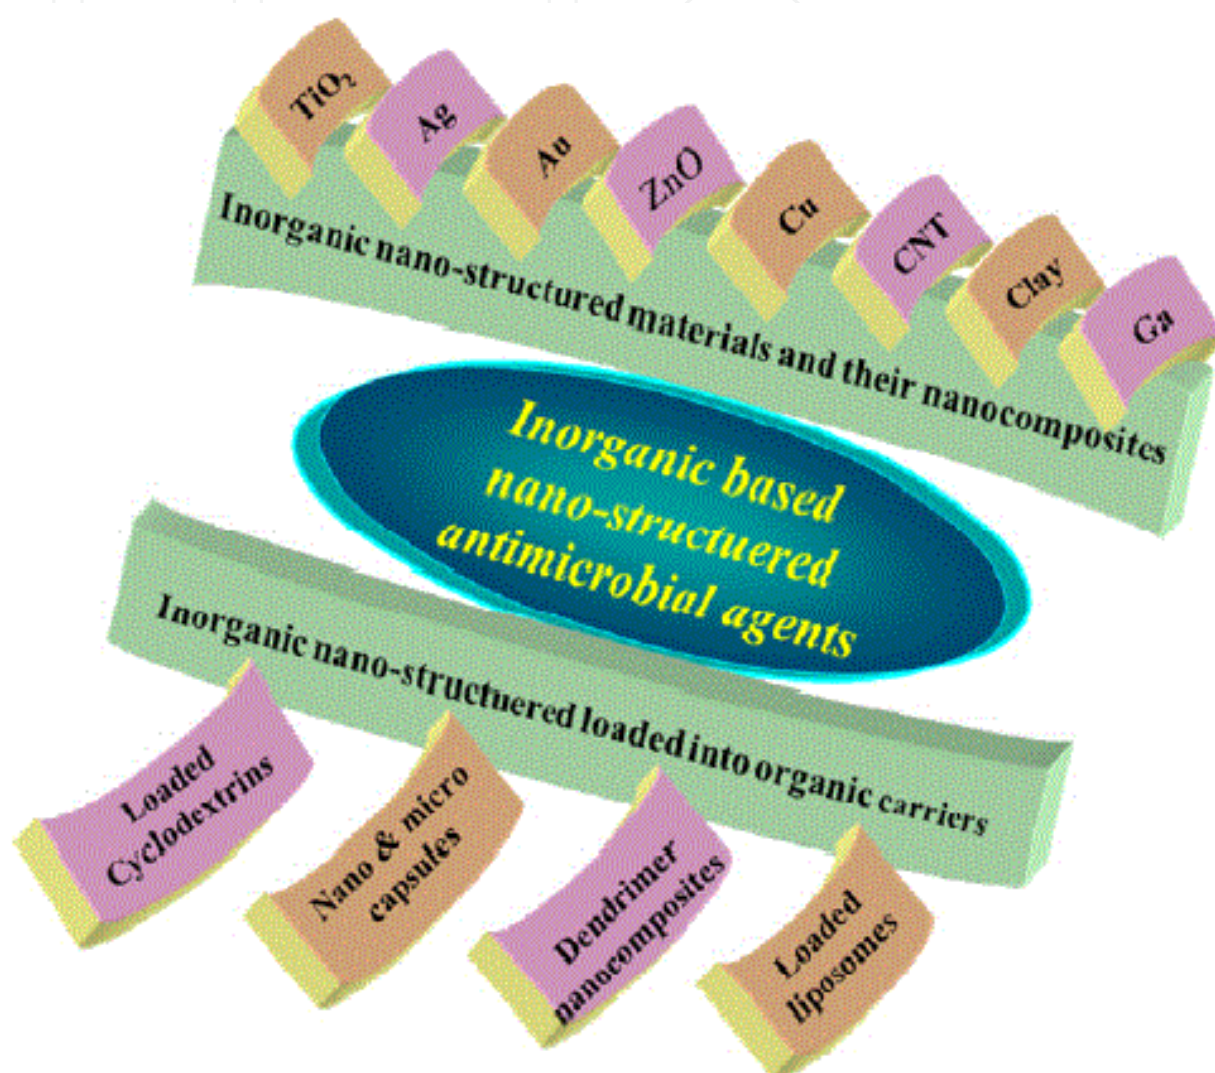 TiO₂
Ag
Au
ZnO
Cu
CNT
Clay
Ga
Inorganic nano-structured materials and their nanocomposites
Inorganic based
nano-structuered
antimicrobial agents
Inorganic nano-structuered loaded into organic carriers
Loaded
Cyclodextrins
Nano & micro
capsules
Dendrimer
nanocomposites
Loaded
liposomes